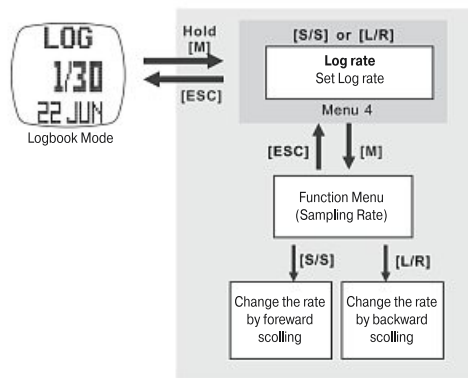 LOG
1/30
22 JUN
Logbook Mode
Hold
[M]
[ESC]
[S/S] or [L/R]
Log rate
Set Log rate
Menu 4
[ESC]
[M]
Function Menu
(Sampling Rate)
[S/S]
[L/R]
Change the rate
by foreward
scolling
Change the rate
by backward
scolling